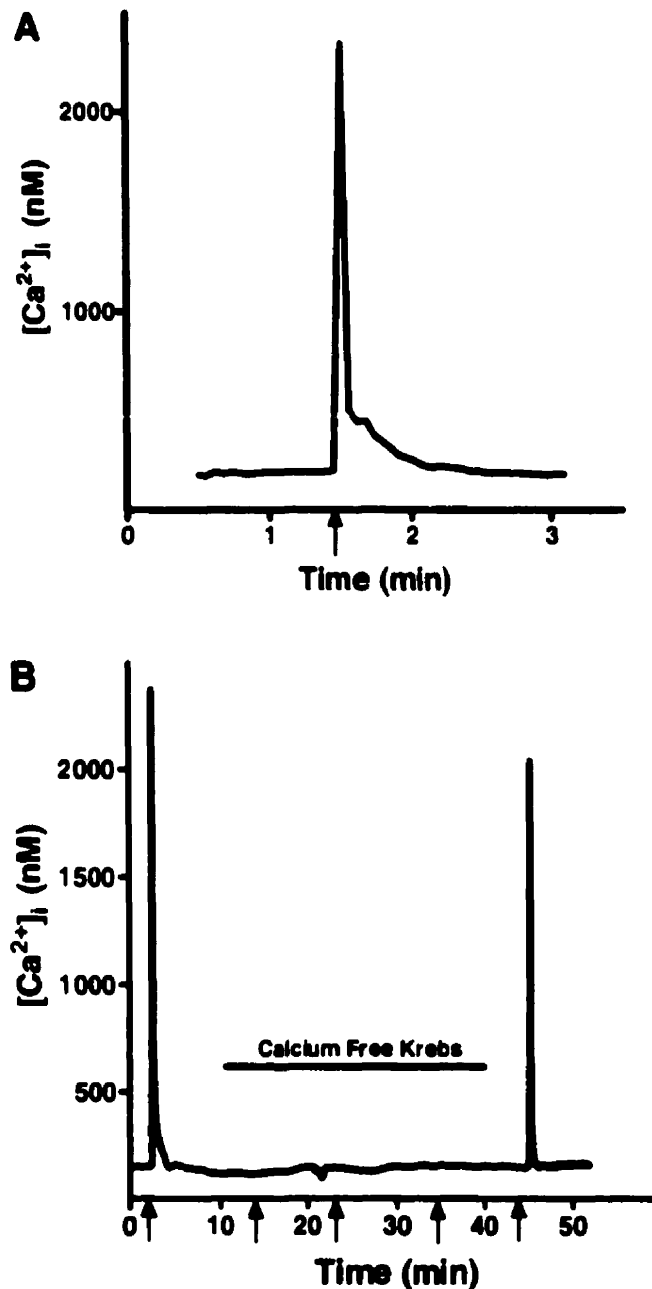 A
2000
1000
[Ca²⁺]ᵢ (nM)
0 1 2 3
Time (min)
B
2000
1500
1000
500
[Ca²⁺]ᵢ (nM)
Calcium Free Krebs
0 10 20 30 40 50
Time (min)